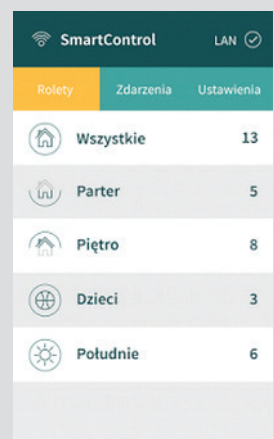 SmartControl LAN
Rolety Zdarzenia Ustawienia
Wszystkie 13
Parter 5
Piętro 8
Dzieci 3
Południe 6